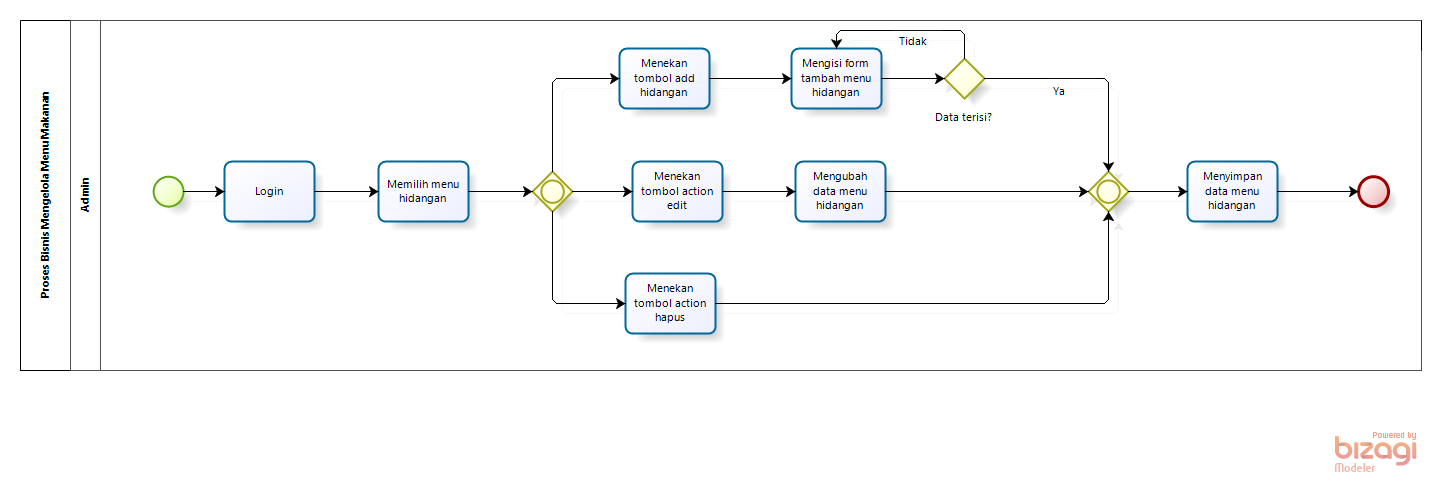 Proses Bisnis Mengelola Menu Makanan
Admin
Login
Memilih menu
hidangan
Menekan
tombol add
hidangan
Mengisi form
tambah menu
hidangan
Tidak
Data terisi?
Ya
Menekan
tombol action
edit
Mengubah
data menu
hidangan
Menekan
tombol action
hapus
Menyimpan
data menu
hidangan
Powered by
bizagi
Modeler